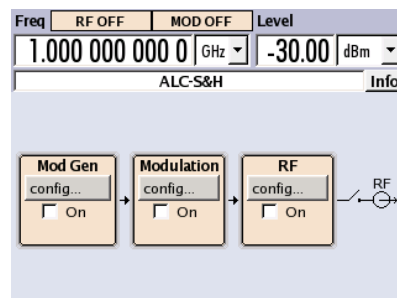 Freq RF OFF MOD OFF Level
1.000 000 000 0 GHz -30.00 dBm
ALC-S&H Info
Mod Gen Modulation RF
config... config... config... RF
On On On